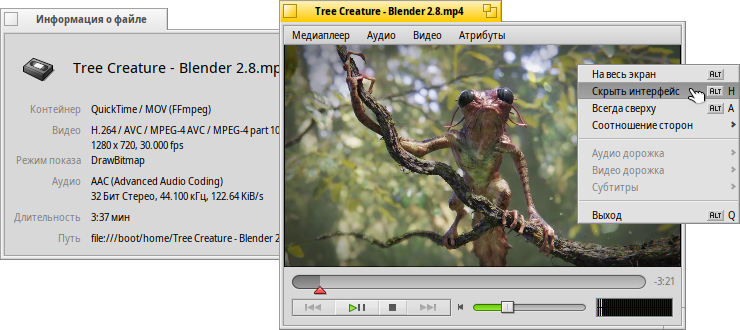 Информация о файле
Tree Creature - Blender 2.8.mp
Контейнер QuickTime / MOV (FFmpeg)
Видео H.264 / AVC / MPEG-4 AVC / MPEG-4 part 10
1280 x 720, 30.000 fps
Режим показа DrawBitmap
Аудио AAC (Advanced Audio Coding)
32 Бит Стерео, 44.100 кГц, 122.64 KiB/s
Длительность 3:37 мин
Путь file:///boot/home/Tree Creature - Blender 2
Tree Creature - Blender 2.8.mp4
Медиаплеер Аудио Видео Атрибуты
На весь экран ALT
Скрыть интерфейс ALT H
Всегда сверху ALT A
Соотношение сторон
Аудио дорожка
Видео дорожка
Субтитры
Выход ALT Q
-3:21